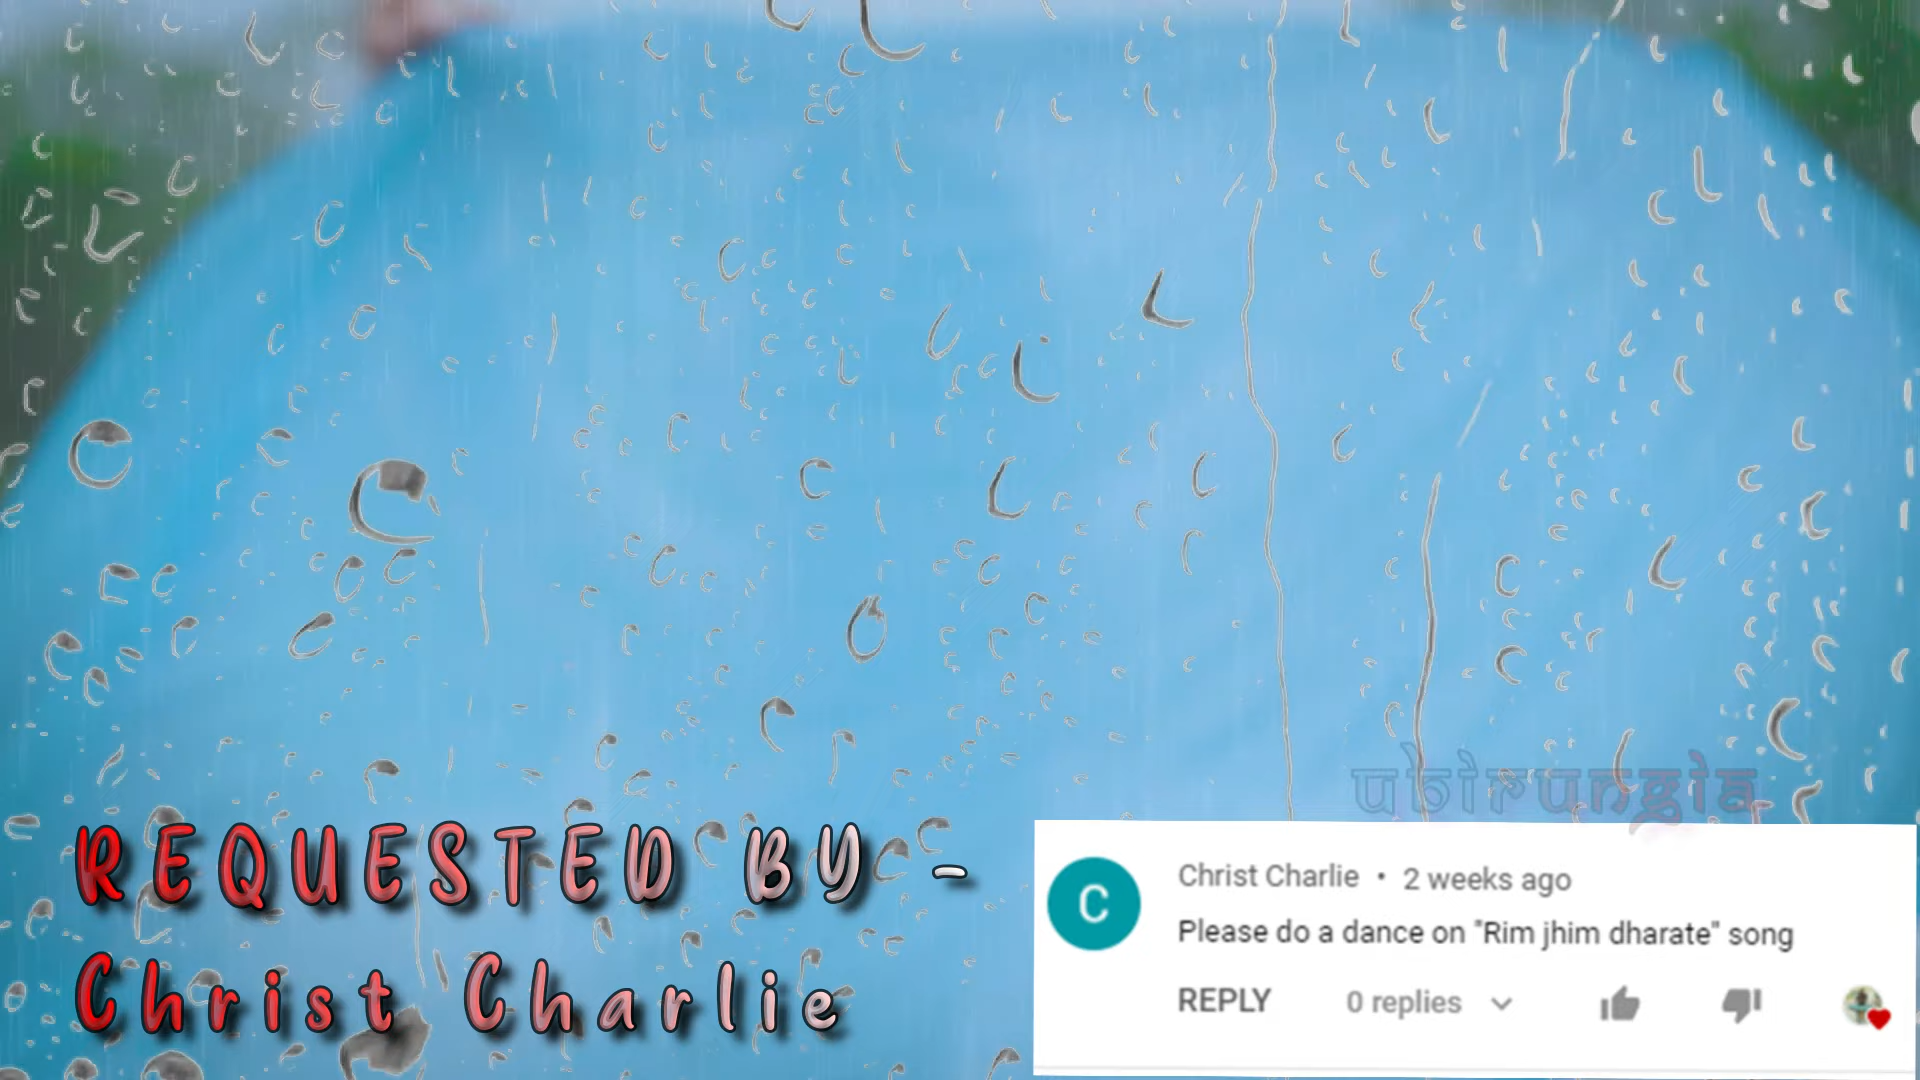 ubirungia
REQUESTED BY -
Christ Charlie
C
Christ Charlie • 2 weeks ago
Please do a dance on "Rim jhim dharate" song
REPLY 0 replies